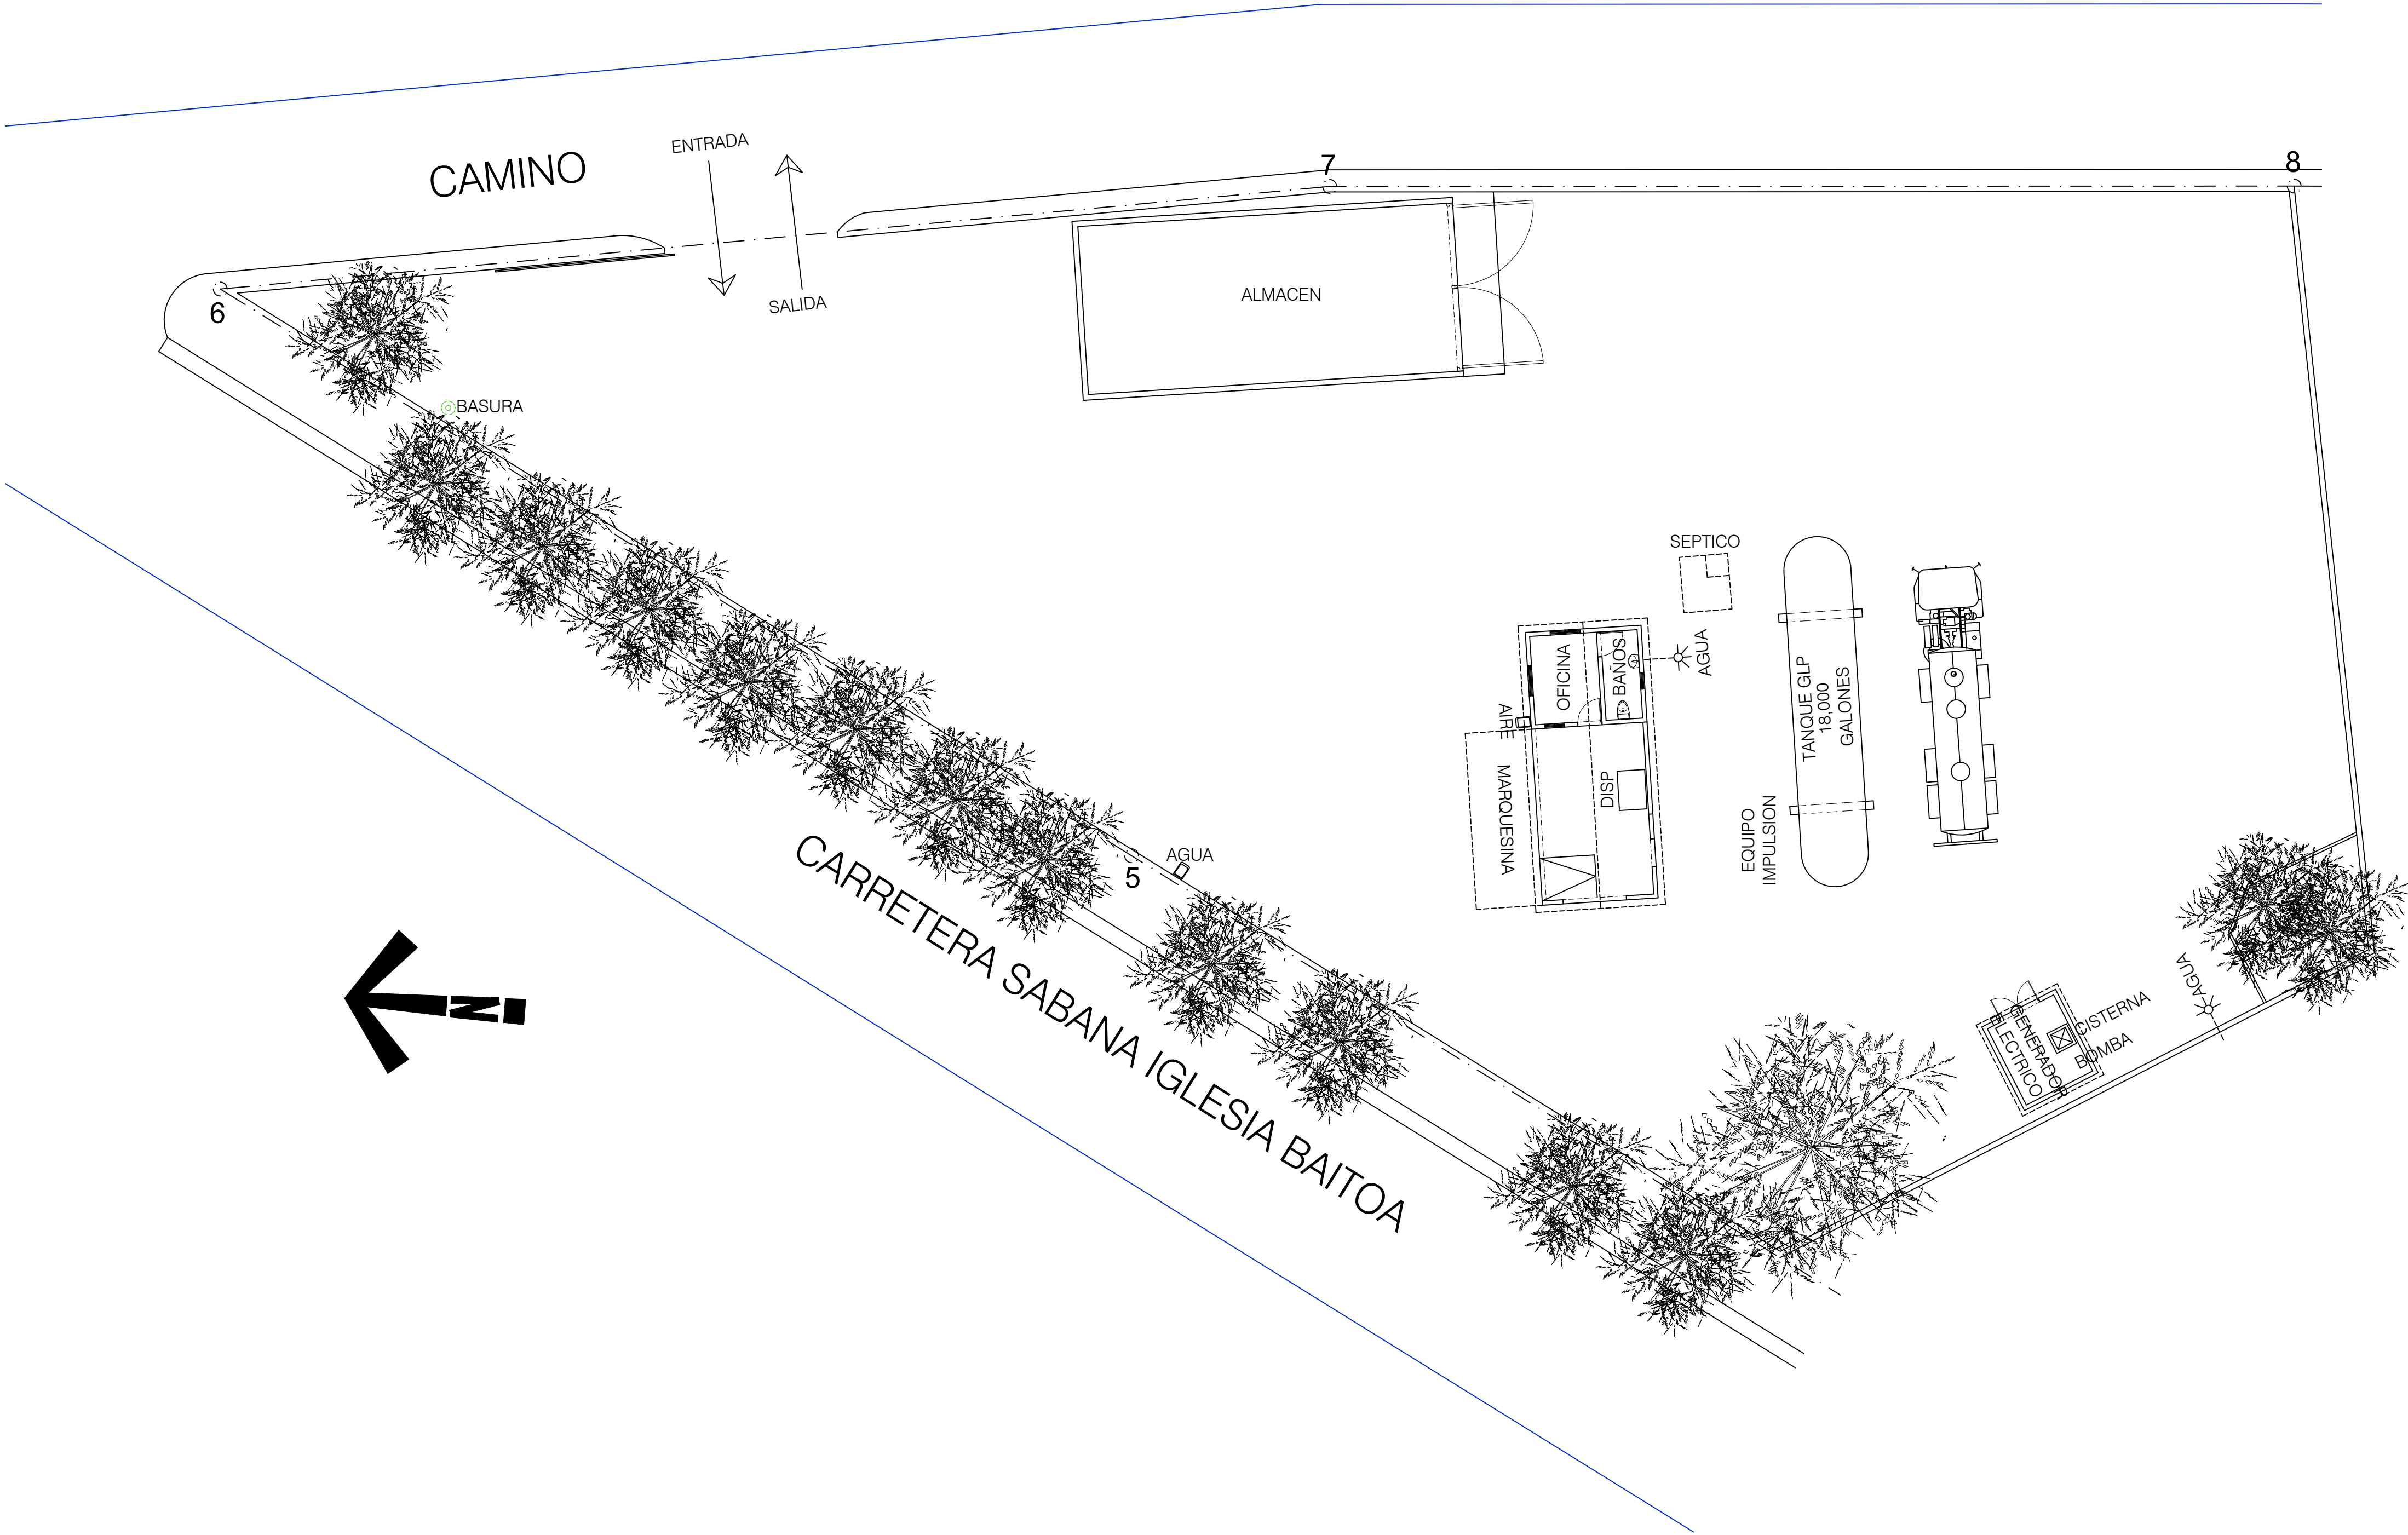 ENTRADA
CAMINO
7
8
6
SALIDA
ALMACEN
BASURA
SEPTICO
AGUA
OFICINA
BAÑOS
AIRE
MARQUESINA
DISP
TANQUE GLP
18,000
GALONES
EQUIPO
IMPULSION
AGUA
5
CARRETERA SABANA IGLESIA BAITOA
AGUA
GENERADOR
ELECTRICO
CISTERNA
BOMBA
N